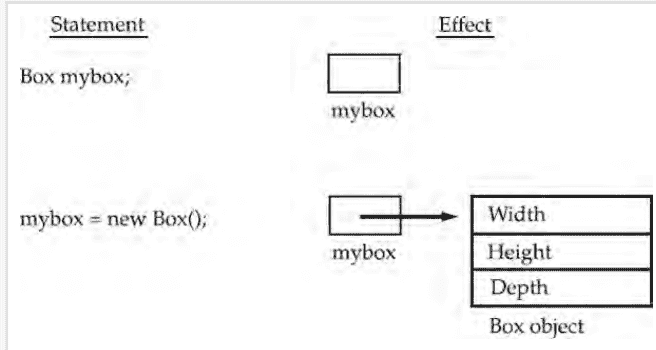 Statement Effect
Box mybox;
mybox
mybox = new Box();
mybox
Width
Height
Depth
Box object